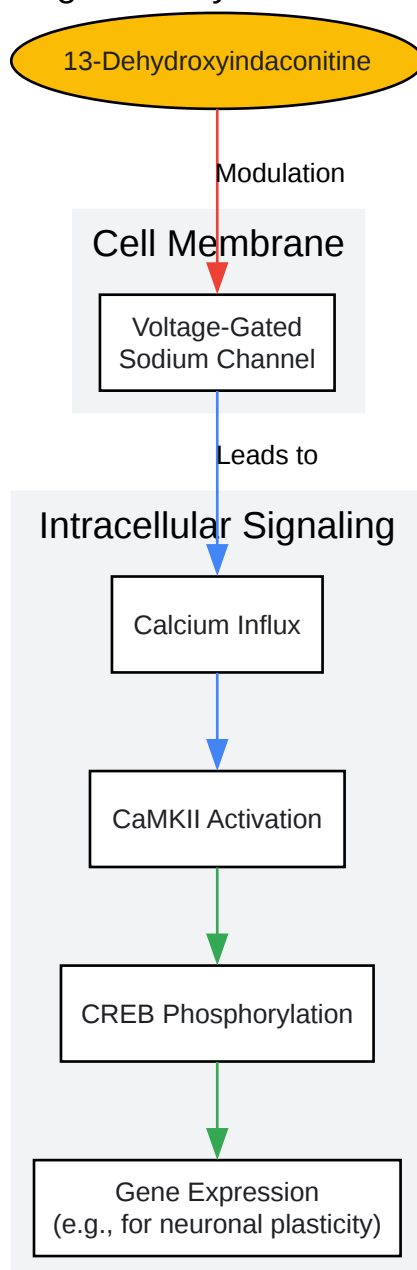 13-Dehydroxyindaconitine
Modulation
Cell Membrane
Voltage-Gated
Sodium Channel
Leads to
Intracellular Signaling
Calcium Influx
CaMKII Activation
CREB Phosphorylation
Gene Expression
(e.g., for neuronal plasticity)